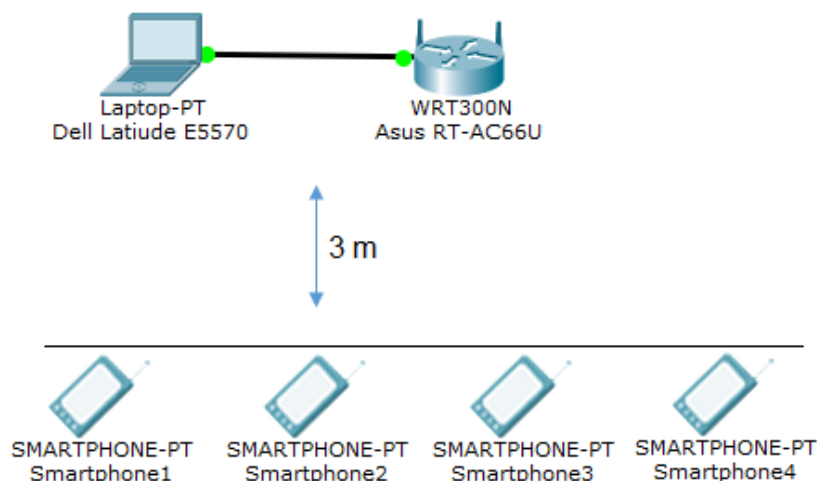 Laptop-PT
Dell Latiude E5570
WRT300N
Asus RT-AC66U
3 m
SMARTPHONE-PT
Smartphone1
SMARTPHONE-PT
Smartphone2
SMARTPHONE-PT
Smartphone3
SMARTPHONE-PT
Smartphone4